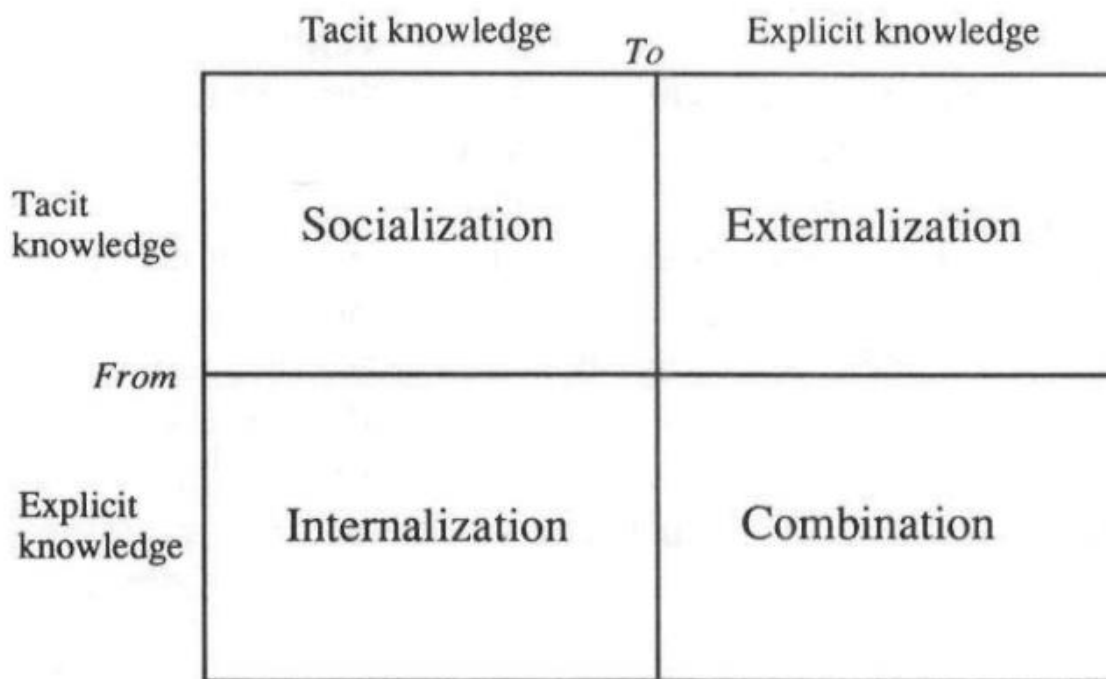 Tacit knowledge
To
Explicit knowledge
Tacit
knowledge
Socialization
Externalization
From
Explicit
knowledge
Internalization
Combination